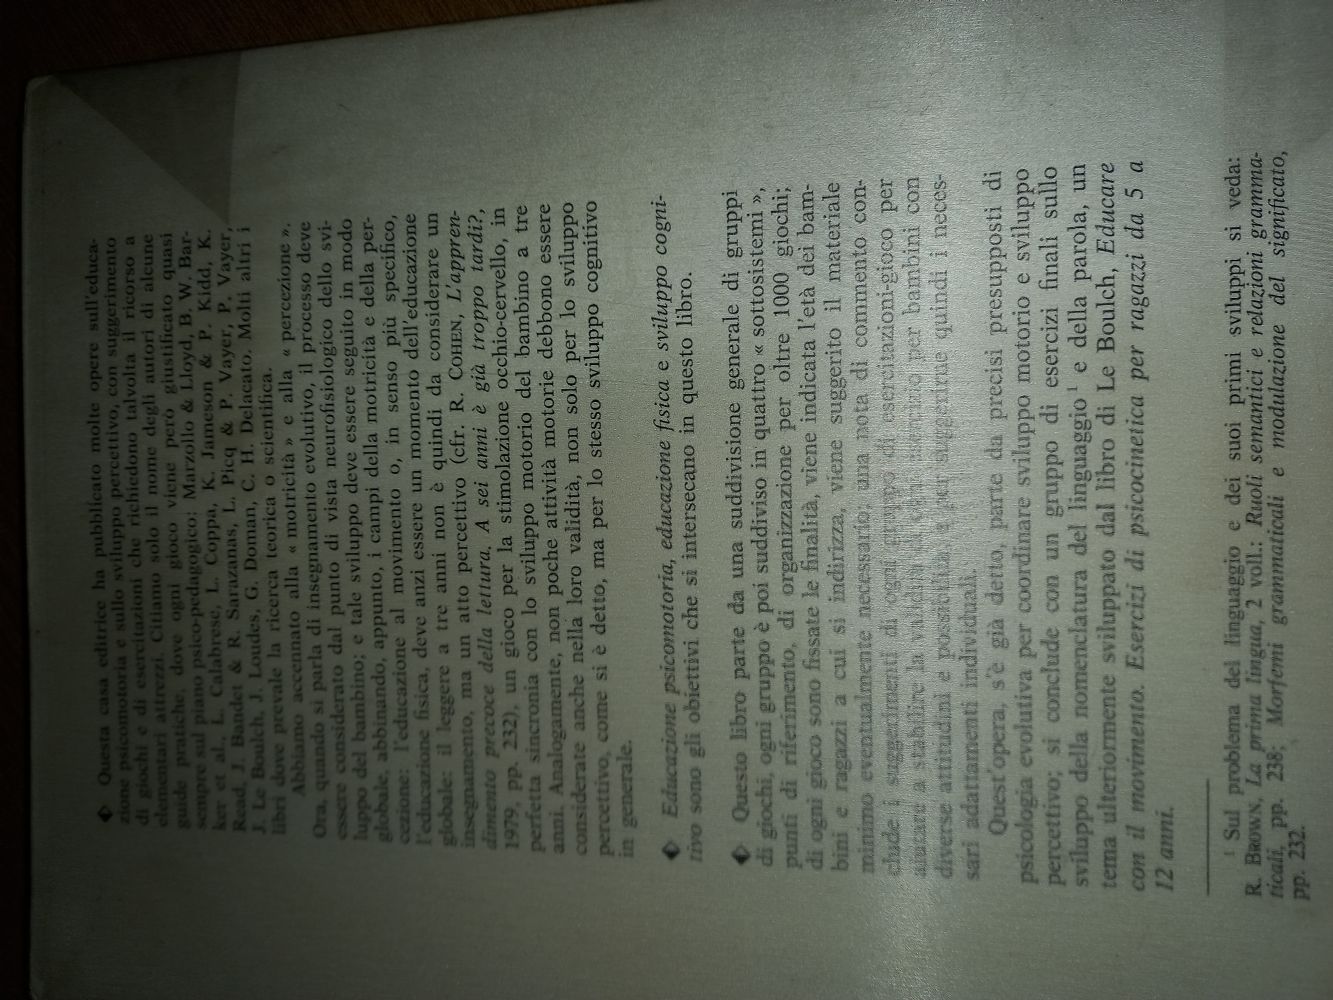 ◆ Questa casa editrice ha pubblicato molte opere sull'educa-
zione psicomotoria e sullo sviluppo percettivo, con suggerimento
di giochi e di esercitazioni che richiedono talvolta il ricorso a
elementari attrezzi. Citiamo solo il nome degli autori di alcune
guide pratiche, dove ogni gioco viene però giustificato quasi
sempre sul piano psico-pedagogico: Marzollo & Lloyd, B. W. Bar-
ker et al., L. Calabrese, L. Coppa, K. Jameson & P. Kidd, K.
Read, J. Bandet & R. Sarazanas, L. Picq & P. Vayer, P. Vayer,
J. Le Boulch, J. Loudes, G. Doman, C. H. Delacato. Molti altri i
libri dove prevale la ricerca teorica o scientifica.
Abbiamo accennato alla « motricità » e alla « percezione ».
Ora, quando si parla di insegnamento evolutivo, il processo deve
essere considerato dal punto di vista neurofisiologico dello svi-
luppo del bambino; e tale sviluppo deve essere seguito in modo
globale, abbinando, appunto, i campi della motricità e della per-
cezione: l'educazione al movimento o, in senso più specifico,
l'educazione fisica, deve anzi essere un momento dell'educazione
globale: il leggere a tre anni non è quindi da considerare un
insegnamento, ma un atto percettivo (cfr. R. COHEN, L'appren-
dimento precoce della lettura. A sei anni è già troppo tardi?,
1979, pp. 232), un gioco per la stimolazione occhio-cervello, in
perfetta sincronia con lo sviluppo motorio del bambino a tre
anni. Analogamente, non poche attività motorie debbono essere
considerate anche nella loro validità, non solo per lo sviluppo
percettivo, come si è detto, ma per lo stesso sviluppo cognitivo
in generale.
◆ Educazione psicomotoria, educazione fisica e sviluppo cogni-
tivo sono gli obiettivi che si intersecano in questo libro.
◆ Questo libro parte da una suddivisione generale di gruppi
di giochi, ogni gruppo è poi suddiviso in quattro « sottosistemi »,
punti di riferimento, di organizzazione per oltre 1000 giochi;
di ogni gioco sono fissate le finalità, viene indicata l'età dei bam-
bini e ragazzi a cui si indirizza, viene suggerito il materiale
minimo eventualmente necessario; una nota di commento con-
clude i suggerimenti di ogni gruppo di esercitazioni-gioco per
aiutare a stabilire la validità di un esercizio per bambini con
diverse attitudini e possibilità, e per suggerirne quindi i neces-
sari adattamenti individuali.
Quest'opera, s'è già detto, parte da precisi presupposti di
psicologia evolutiva per coordinare sviluppo motorio e sviluppo
percettivo; si conclude con un gruppo di esercizi finali sullo
sviluppo della nomenclatura del linguaggio ¹ e della parola, un
tema ulteriormente sviluppato dal libro di Le Boulch, Educare
con il movimento. Esercizi di psicocinetica per ragazzi da 5 a
12 anni.
¹ Sul problema del linguaggio e dei suoi primi sviluppi si veda:
R. BROWN, La prima lingua, 2 voll.: Ruoli semantici e relazioni gramma-
ticali, pp. 238; Morfemi grammaticali e modulazione del significato,
pp. 232.